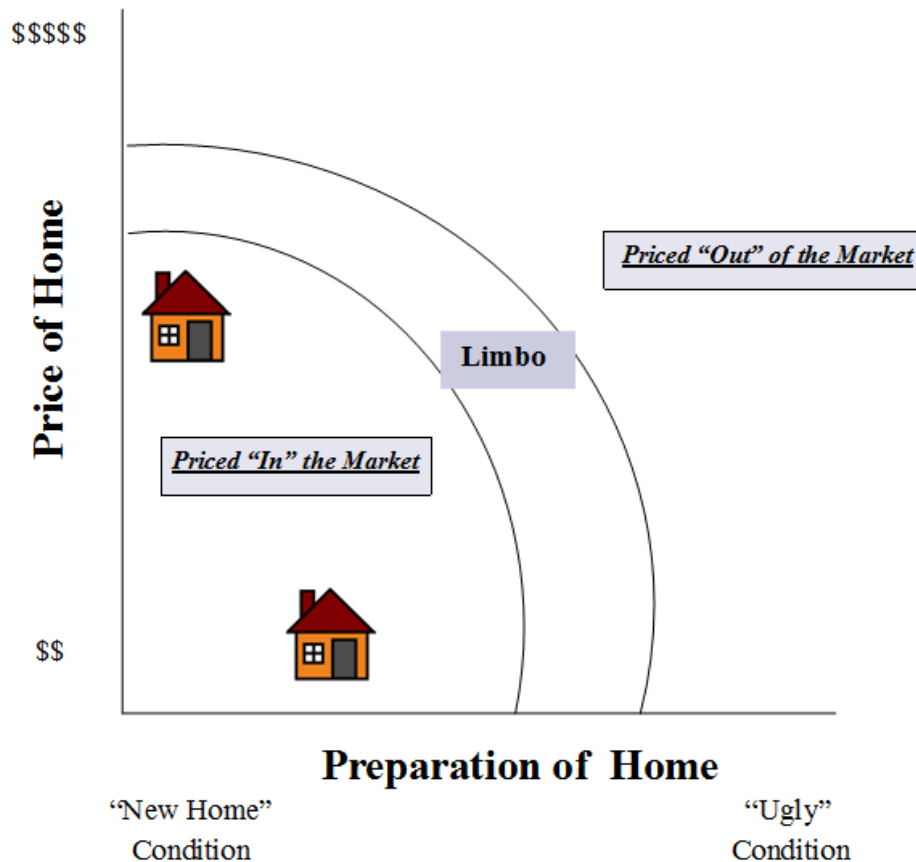 $$$$$
Price of Home
Priced “Out” of the Market
Limbo
Priced “In” the Market
$$
Preparation of  Home
“New Home”
Condition
“Ugly”
Condition